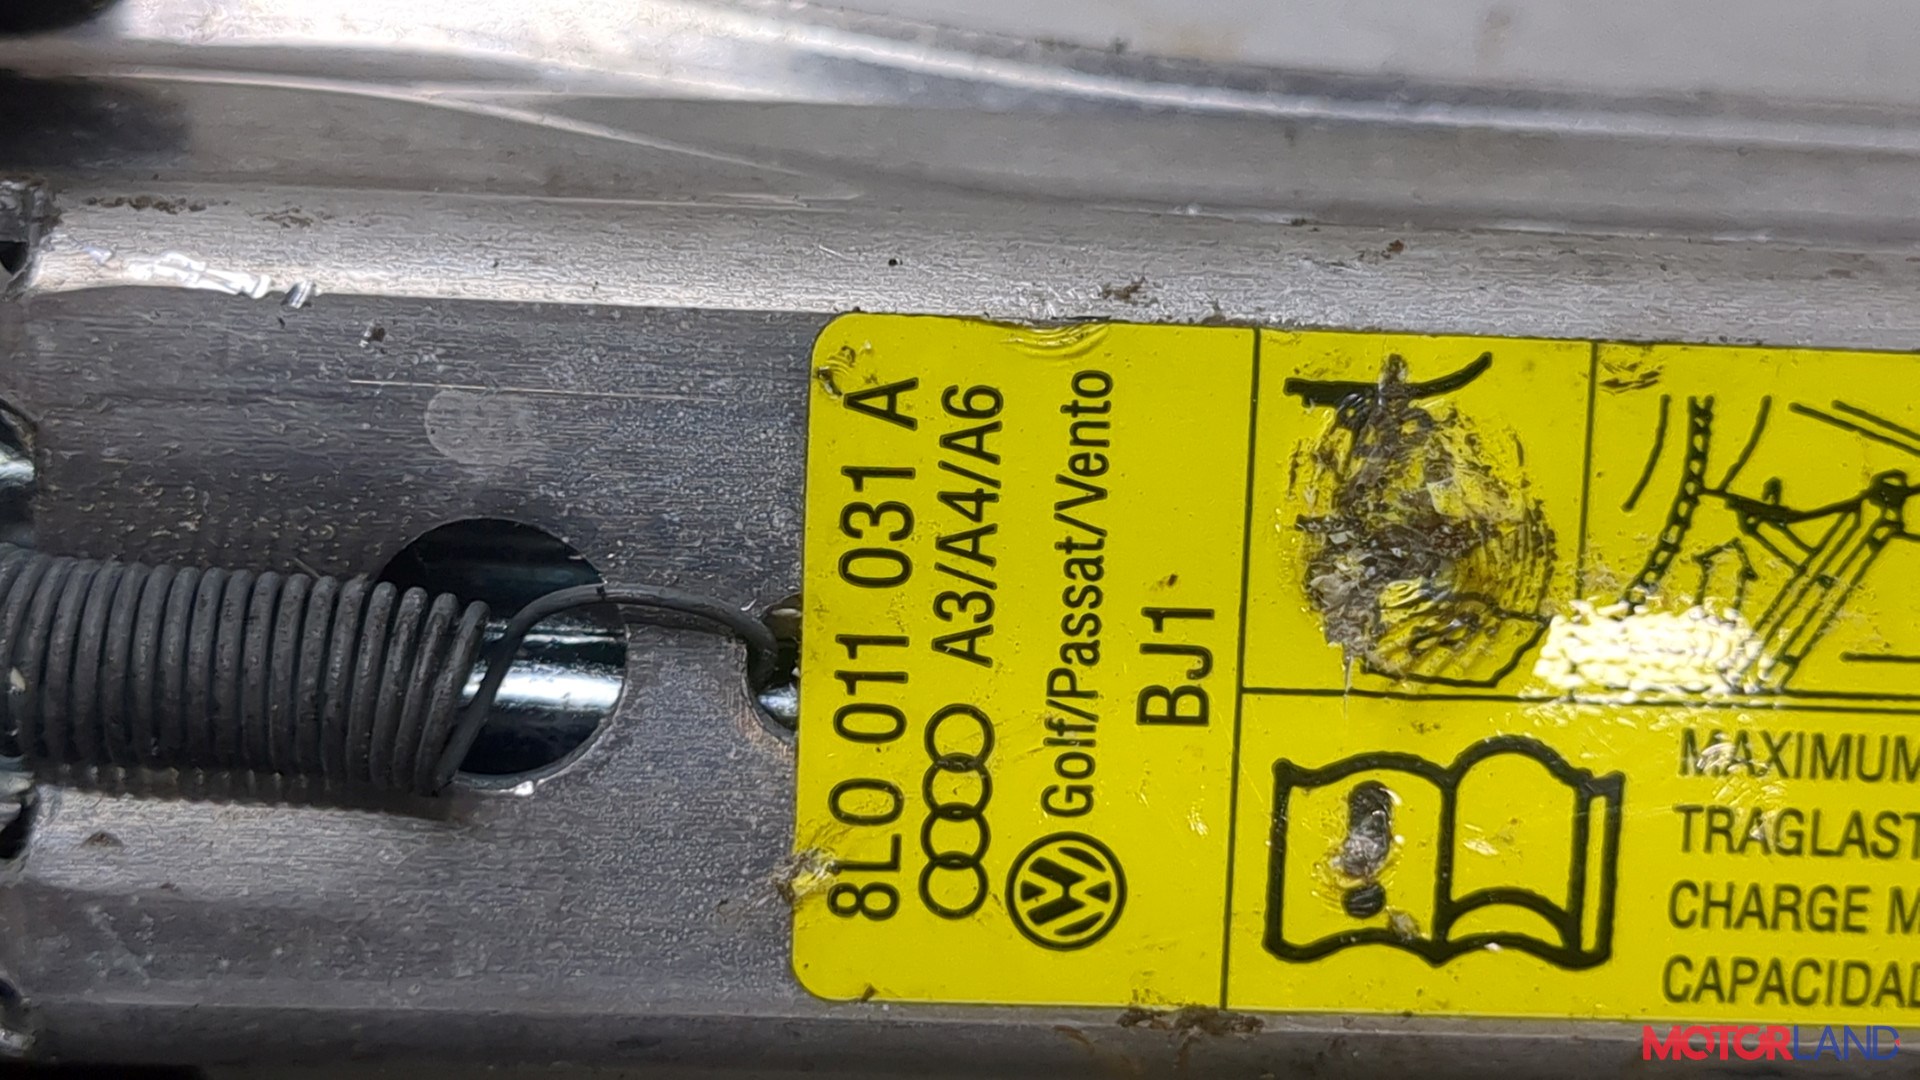 8L0 011 031 A
A3/A4/A6
Golf/Passat/Vento
BJ1
MAXIMUM
TRAGLAST
CHARGE M
CAPACIDAD
MOTORLAND